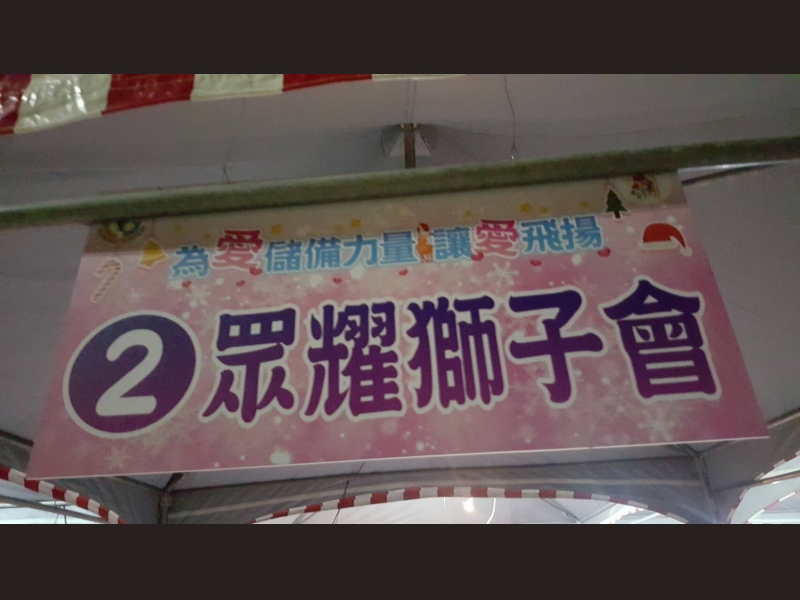 為愛儲備力量 讓愛飛揚
2 眾耀獅子會